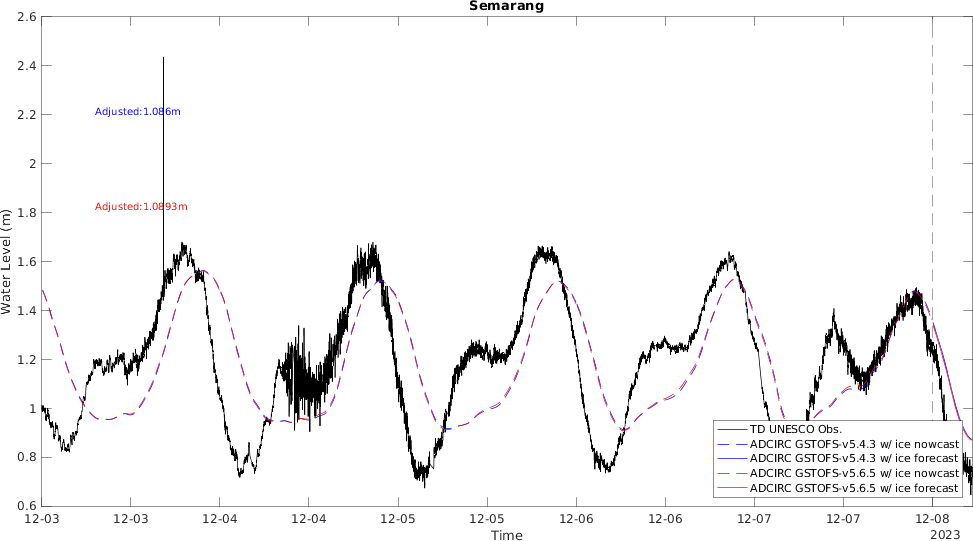 Semarang
2.6
2.4
2.2
2
1.8
1.6
1.4
1.2
1
0.8
0.6
Water Level (m)
Adjusted:1.086m
Adjusted:1.0893m
TD UNESCO Obs.
ADCIRC GSTOFS-v5.4.3 w/ ice nowcast
ADCIRC GSTOFS-v5.4.3 w/ ice forecast
ADCIRC GSTOFS-v5.6.5 w/ ice nowcast
ADCIRC GSTOFS-v5.6.5 w/ ice forecast
12-03 12-03 12-04 12-04 12-05 12-05 12-06 12-06 12-07 12-07 12-08
2023
Time